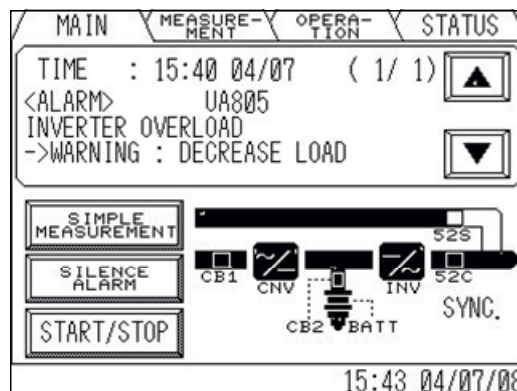 MAIN
MEASURE-
MENT
OPERA-
TION
STATUS
TIME : 15:40 04/07 ( 1/ 1)
<ALARM> UA805
INVERTER OVERLOAD
->WARNING : DECREASE LOAD
SIMPLE
MEASUREMENT
SILENCE
ALARM
START/STOP
52S
CB1
CNV
INV
52C
CB2
BATT
SYNC.
15:43 04/07/08